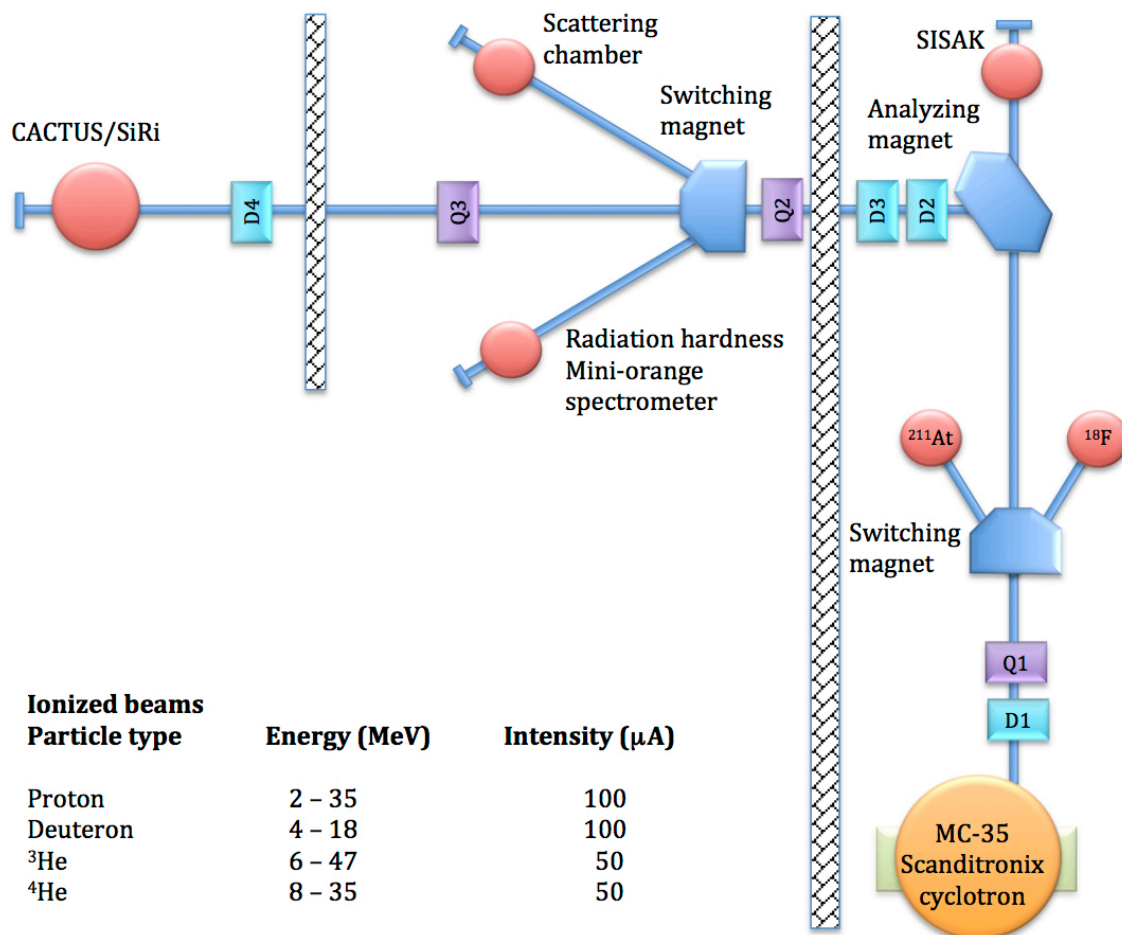 Scattering
chamber
SISAK
Switching
magnet
Analyzing
magnet
CACTUS/SiRi
D4
Q3
Q2
D3
D2
Radiation hardness
Mini-orange
spectrometer
²¹¹At
¹⁸F
Switching
magnet
Q1
D1
MC-35
Scanditronix
cyclotron
Ionized beams
Particle type Energy (MeV) Intensity (μA)
Proton 2 – 35 100
Deuteron 4 – 18 100
³He 6 – 47 50
⁴He 8 – 35 50